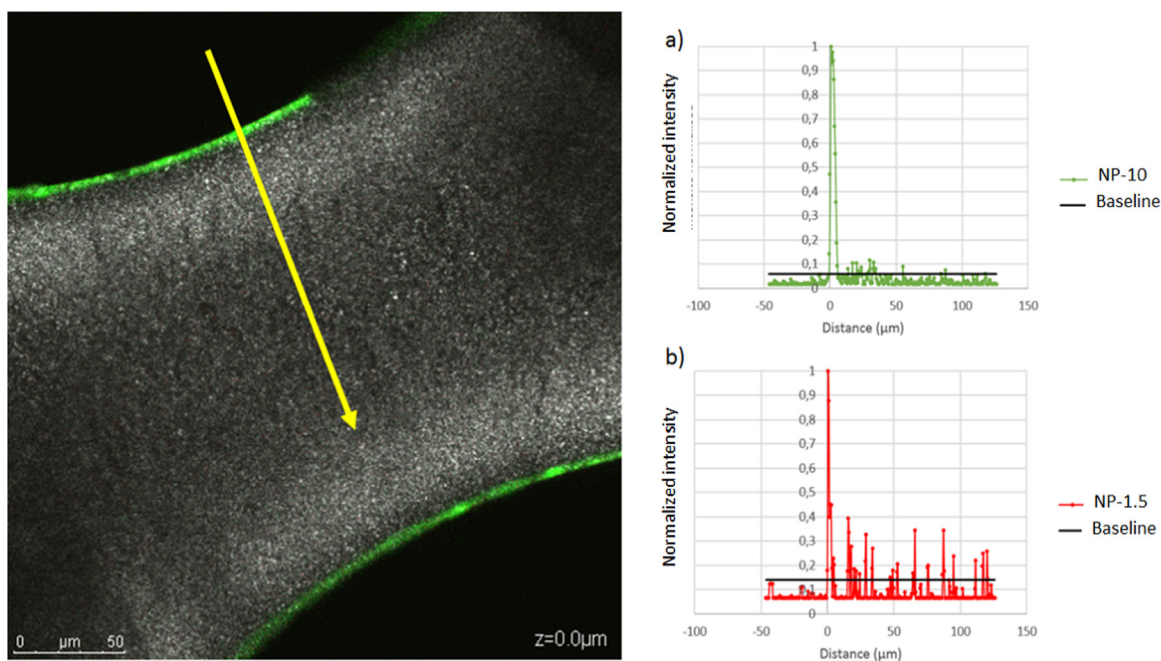 0 µm 50
z=0.0µm
a)
Normalized intensity
1
0,9
0,8
0,7
0,6
0,5
0,4
0,3
0,2
0,1
0
-100 -50 0 50 100 150
Distance (µm)
NP-10
Baseline
b)
Normalized intensity
1
0,9
0,8
0,7
0,6
0,5
0,4
0,3
0,2
0,1
0
-100 -50 0 50 100 150
Distance (µm)
NP-1.5
Baseline